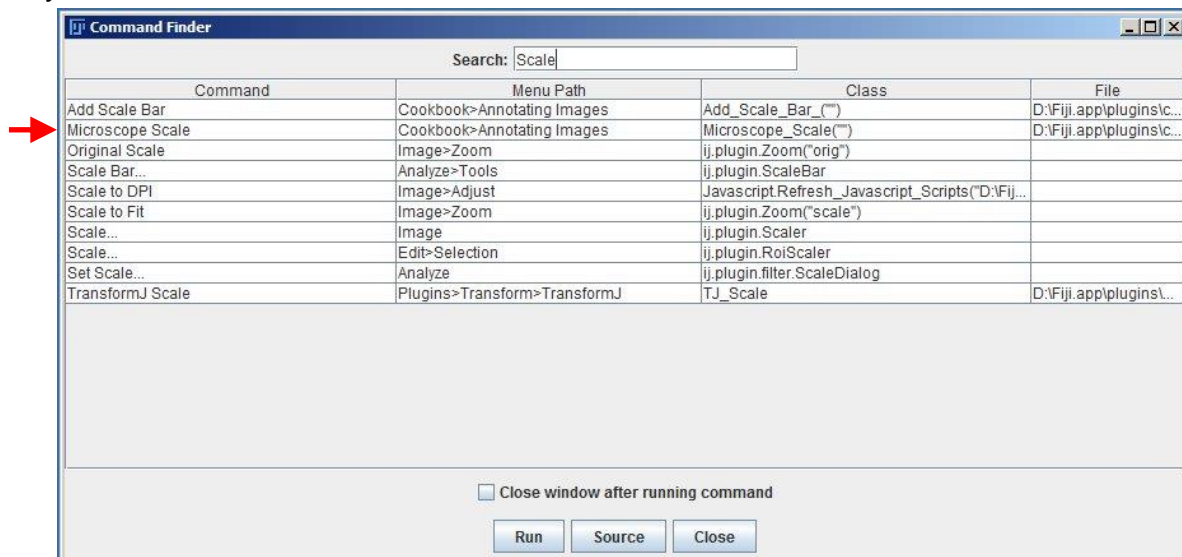 Command Finder
Search: Scale
Command Menu Path Class File
Add Scale Bar Cookbook>Annotating Images Add_Scale_Bar_("") D:\Fiji.app\plugins\c...
Microscope Scale Cookbook>Annotating Images Microscope_Scale("") D:\Fiji.app\plugins\c...
Original Scale Image>Zoom ij.plugin.Zoom("orig")
Scale Bar... Analyze>Tools ij.plugin.ScaleBar
Scale to DPI Image>Adjust Javascript.Refresh_Javascript_Scripts("D:\Fij...
Scale to Fit Image>Zoom ij.plugin.Zoom("scale")
Scale... Image ij.plugin.Scaler
Scale... Edit>Selection ij.plugin.RoiScaler
Set Scale... Analyze ij.plugin.filter.ScaleDialog
TransformJ Scale Plugins>Transform>TransformJ TJ_Scale D:\Fiji.app\plugins\...
Close window after running command
Run Source Close